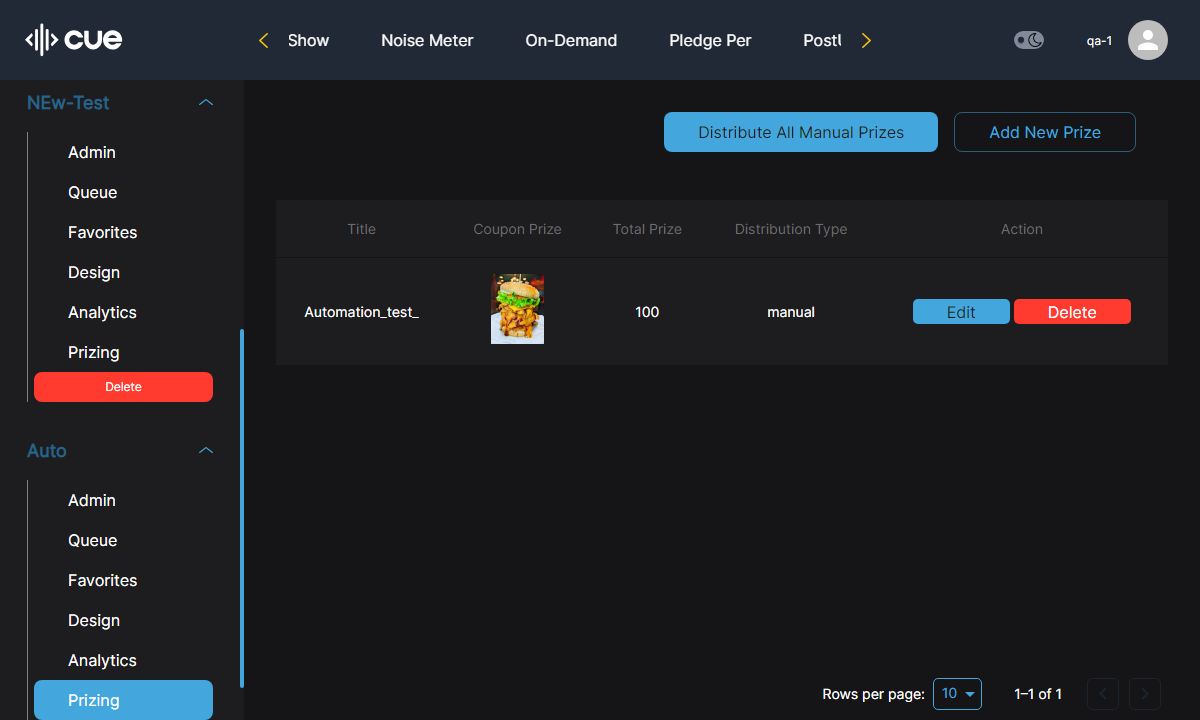 cue
Show Noise Meter On-Demand Pledge Per
qa-1
NEw-Test
Admin
Queue
Favorites
Design
Analytics
Prizing
Delete
Auto
Admin
Queue
Favorites
Design
Analytics
Prizing
Distribute All Manual Prizes Add New Prize
Title Coupon Prize Total Prize Distribution Type Action
Automation_test_ 100 manual Edit Delete
Rows per page: 10 1–1 of 1